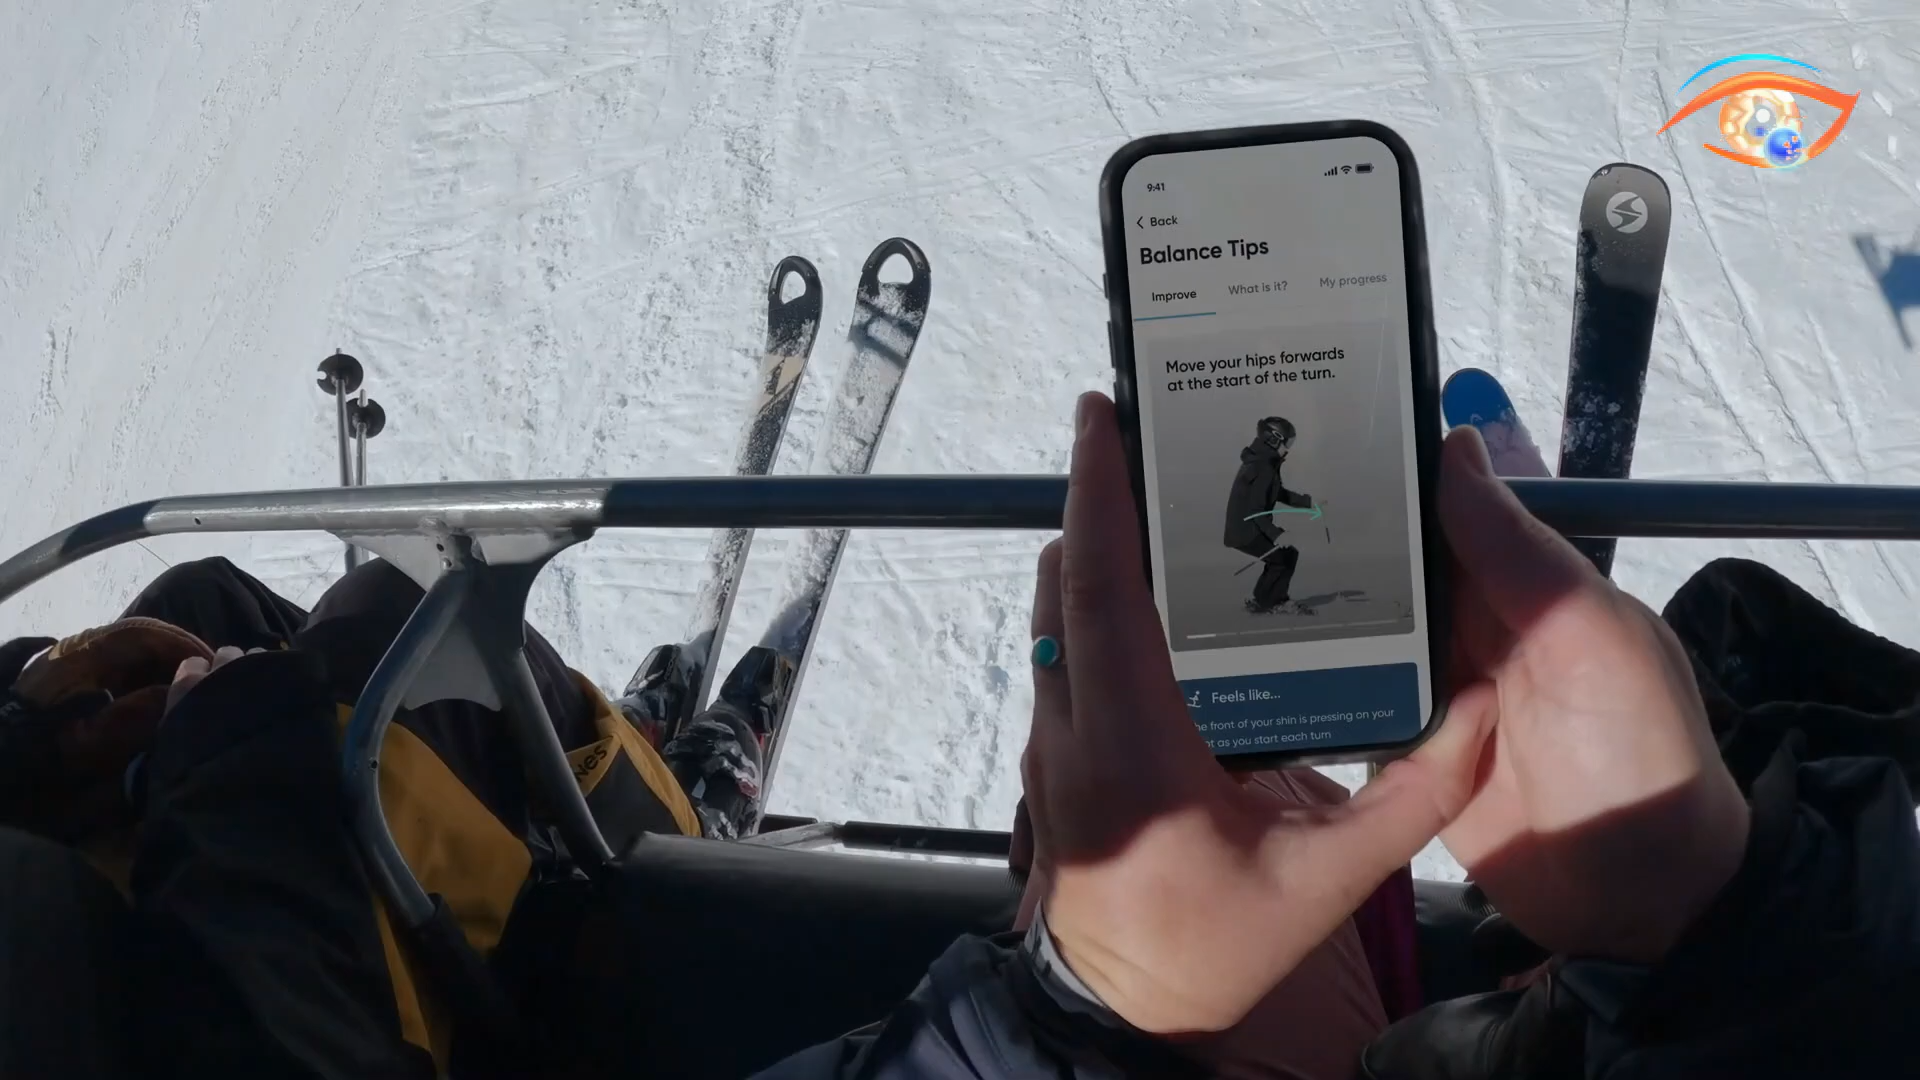 9:41
Back
Balance Tips
Improve
What is it?
My progress
Move your hips forwards
at the start of the turn.
Feels like...
front of your shin is pressing on your
as you start each turn